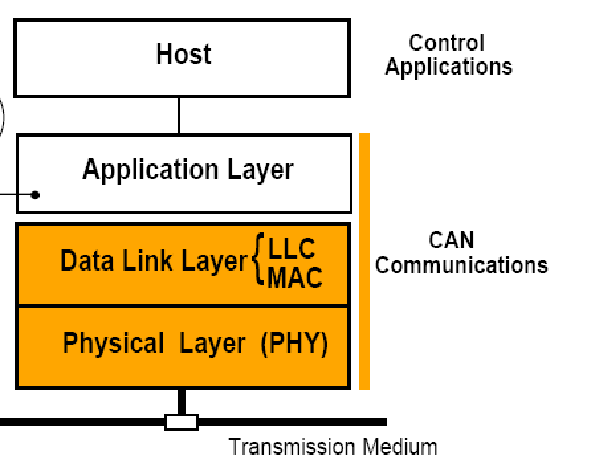 Host
Control
Applications
Application Layer
Data Link Layer { LLC
MAC
CAN
Communications
Physical Layer (PHY)
Transmission Medium